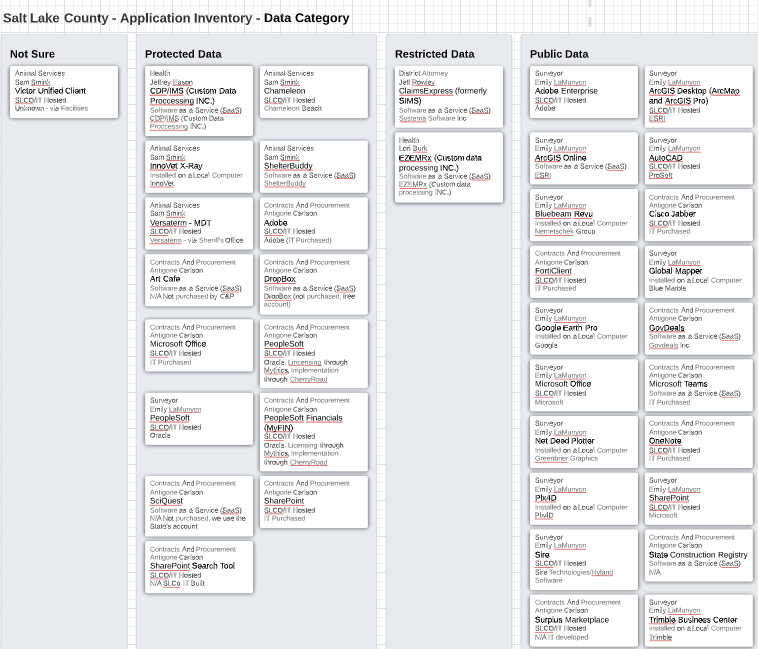 Salt Lake County - Application Inventory - Data Category
Not Sure
Animal Services
Sam Smink
Victor Unified Client
SLCO/IT Hosted
Unknown - via Facilities
Protected Data
Health
Jeffrey Eason
CDP/IMS (Custom Data
Proccessing INC.)
Software as a Service (SaaS)
CDP/IMS (Custom Data
Proccessing INC.)
Animal Services
Sam Smink
Chameleon
SLCO/IT Hosted
Chameleon Beach
Animal Services
Sam Smink
InnoVet X-Ray
Installed on a Local Computer
InnoVet
Animal Services
Sam Smink
ShelterBuddy
Software as a Service (SaaS)
ShelterBuddy
Animal Services
Sam Smink
Versaterm - MDT
SLCO/IT Hosted
Versaterm - via Sheriff's Office
Contracts And Procurement
Antigone Carlson
Adobe
SLCO/IT Hosted
Adobe (IT Purchased)
Contracts And Procurement
Antigone Carlson
Art Cafe
Software as a Service (SaaS)
N/A Not purchased by C&P
Contracts And Procurement
Antigone Carlson
DropBox
Software as a Service (SaaS)
DropBox (not purchased, free
account)
Contracts And Procurement
Antigone Carlson
Microsoft Office
SLCO/IT Hosted
IT Purchased
Contracts And Procurement
Antigone Carlson
PeopleSoft
SLCO/IT Hosted
Oracle. Lincensing through
Mythics, Implementation
through CherryRoad
Surveyor
Emily LaMunyon
PeopleSoft
SLCO/IT Hosted
Oracle
Contracts And Procurement
Antigone Carlson
PeopleSoft Financials
(MyFIN)
SLCO/IT Hosted
Oracle. Licensing through
Mythics, Implementation
through CherryRoad
Contracts And Procurement
Antigone Carlson
SciQuest
Software as a Service (SaaS)
N/A Not purchased, we use the
State's account
Contracts And Procurement
Antigone Carlson
SharePoint
SLCO/IT Hosted
IT Purchased
Contracts And Procurement
Antigone Carlson
SharePoint Search Tool
SLCO/IT Hosted
N/A SLCo IT Built
Restricted Data
District Attorney
Jeff Rowley
ClaimsExpress (formerly
SIMS)
Software as a Service (SaaS)
Systema Software Inc
Health
Lori Burk
EZEMRx (Custom data
processing INC.)
Software as a Service (SaaS)
EZEMRx (Custom data
processing INC.)
Public Data
Surveyor
Emily LaMunyon
Adobe Enterprise
SLCO/IT Hosted
Adobe
Surveyor
Emily LaMunyon
ArcGIS Desktop (ArcMap
and ArcGIS Pro)
SLCO/IT Hosted
ESRI
Surveyor
Emily LaMunyon
ArcGIS Online
Software as a Service (SaaS)
ESRI
Surveyor
Emily LaMunyon
AutoCAD
SLCO/IT Hosted
ProSoft
Surveyor
Emily LaMunyon
Bluebeam Revu
Installed on a Local Computer
Nemetschek Group
Contracts And Procurement
Antigone Carlson
Cisco Jabber
SLCO/IT Hosted
IT Purchased
Contracts And Procurement
Antigone Carlson
FortiClient
SLCO/IT Hosted
IT Purchased
Surveyor
Emily LaMunyon
Global Mapper
Installed on a Local Computer
Blue Marble
Surveyor
Emily LaMunyon
Google Earth Pro
Installed on a Local Computer
Google
Contracts And Procurement
Antigone Carlson
GovDeals
Software as a Service (SaaS)
Govdeals Inc
Surveyor
Emily LaMunyon
Microsoft Office
SLCO/IT Hosted
Microsoft
Contracts And Procurement
Antigone Carlson
Microsoft Teams
Software as a Service (SaaS)
IT Purchased
Surveyor
Emily LaMunyon
Net Deed Plotter
Installed on a Local Computer
Greenbrier Graphics
Contracts And Procurement
Antigone Carlson
OneNote
SLCO/IT Hosted
IT Purchased
Surveyor
Emily LaMunyon
Pix4D
Installed on a Local Computer
Pix4D
Surveyor
Emily LaMunyon
SharePoint
SLCO/IT Hosted
Microsoft
Surveyor
Emily LaMunyon
Sire
SLCO/IT Hosted
Sire Technologies/Hyland
Software
Contracts And Procurement
Antigone Carlson
State Construction Registry
Software as a Service (SaaS)
N/A
Contracts And Procurement
Antigone Carlson
Surplus Marketplace
SLCO/IT Hosted
N/A IT developed
Surveyor
Emily LaMunyon
Trimble Business Center
Installed on a Local Computer
Trimble